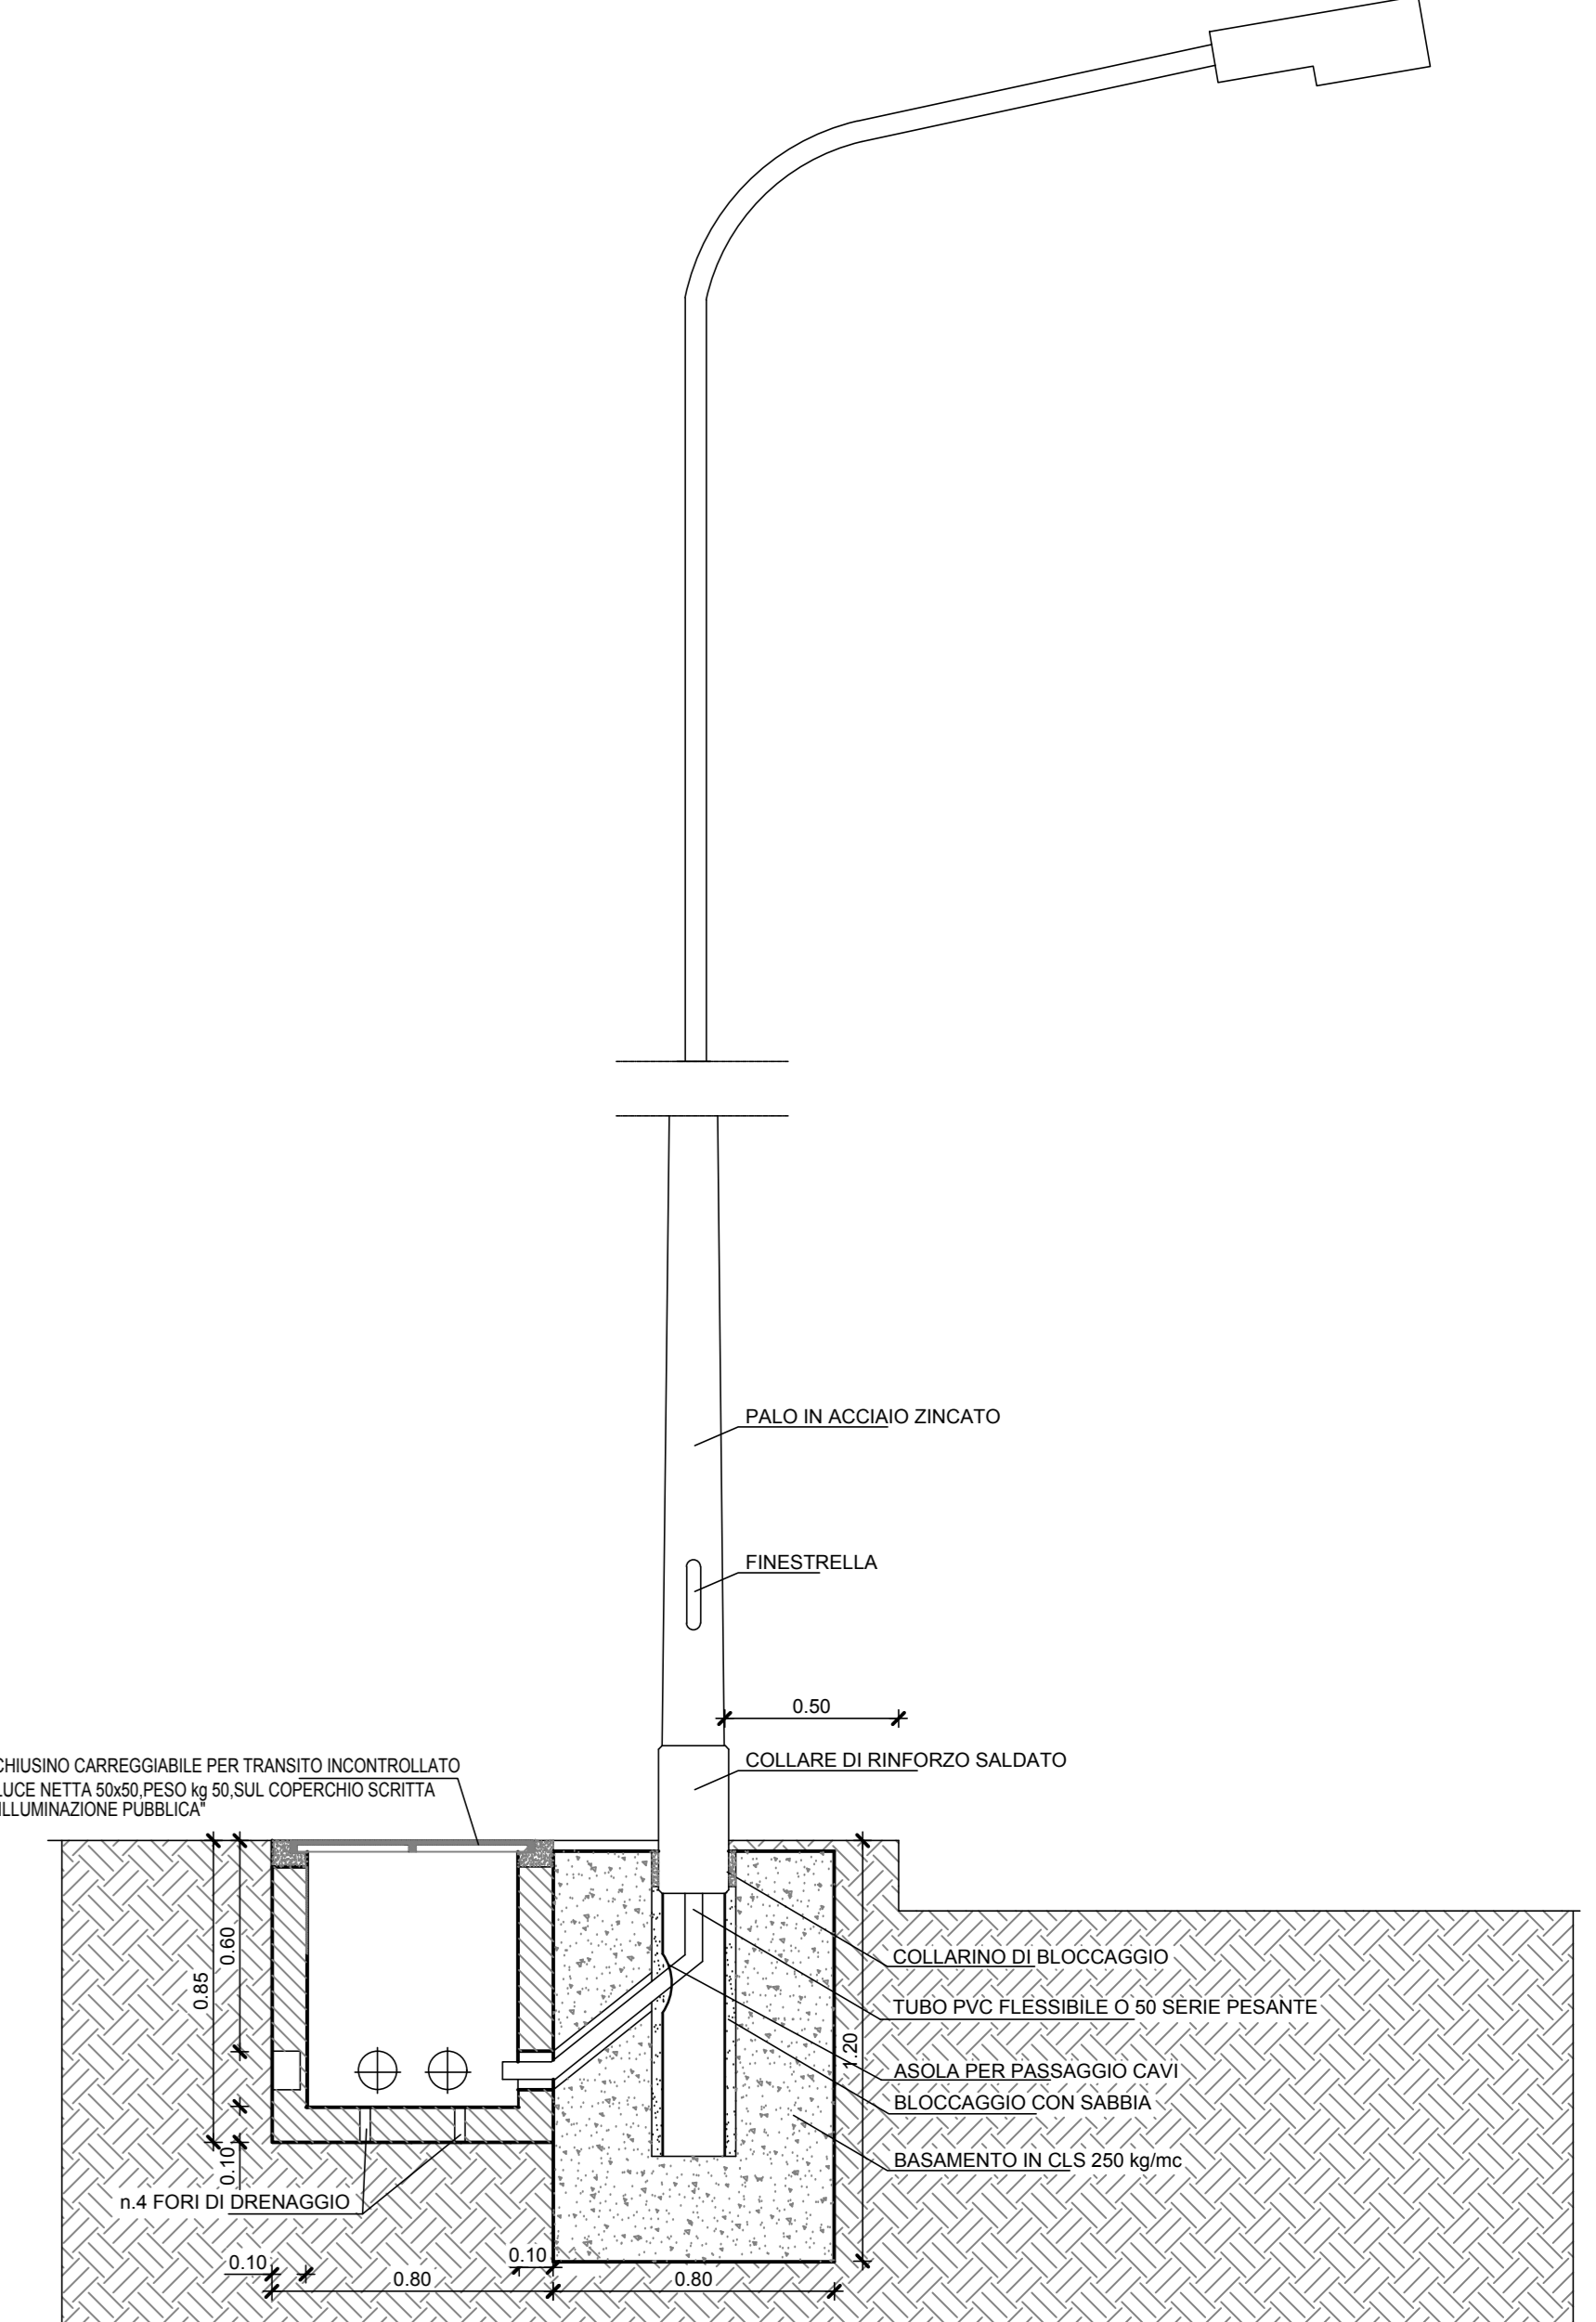 PALO IN ACCIAIO ZINCATO
FINESTRELLA
0.50
COLLARE DI RINFORZO SALDATO
CHIUSINO CARREGGIABILE PER TRANSITO INCONTROLLATO
LUCE NETTA 50x50,PESO kg 50,SUL COPERCHIO SCRITTA
ILLUMINAZIONE PUBBLICA"
0.60
0.85
COLLARINO DI BLOCCAGGIO
TUBO PVC FLESSIBILE O 50 SERIE PESANTE
1.20
ASOLA PER PASSAGGIO CAVI
BLOCCAGGIO CON SABBIA
0.10
BASAMENTO IN CLS 250 kg/mc
n.4 FORI DI DRENAGGIO
0.10
0.10
0.80
0.80